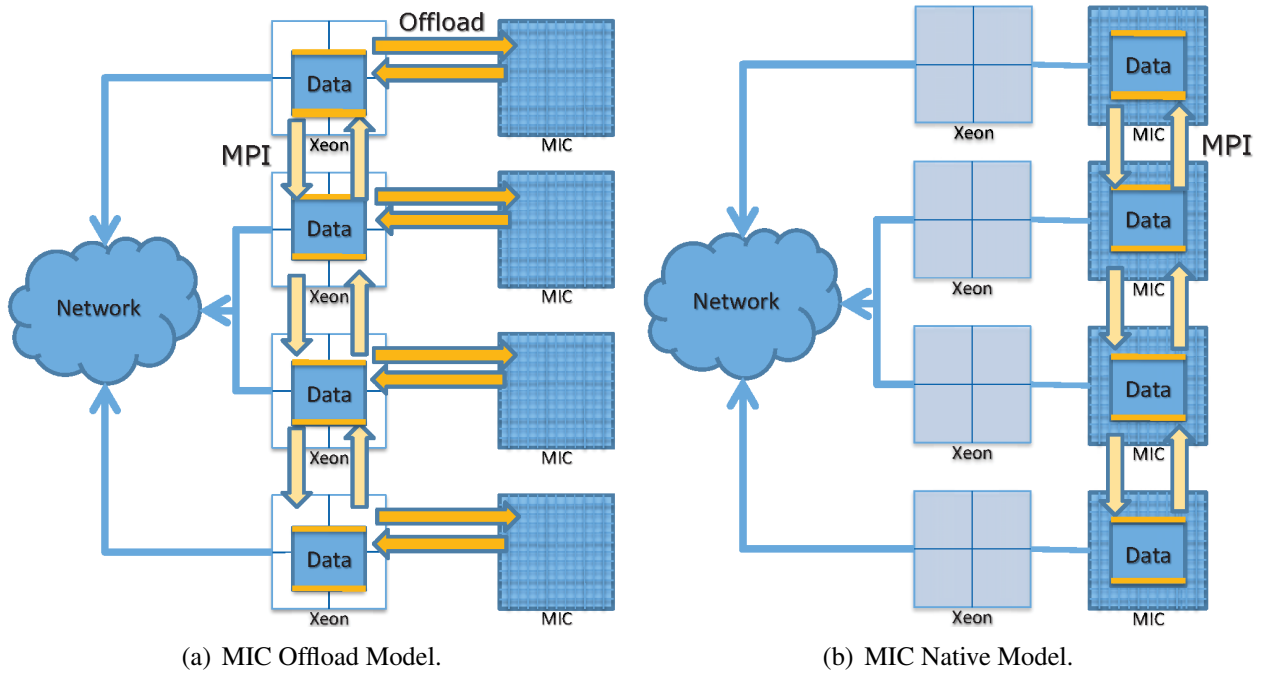 Offload
Data
Xeon
MIC
MPI
Data
Xeon
MIC
Network
Data
Xeon
MIC
Data
Xeon
MIC
(a) MIC Offload Model.
Data
Xeon
MIC
MPI
Data
Xeon
MIC
Network
Data
Xeon
MIC
Data
Xeon
MIC
(b) MIC Native Model.